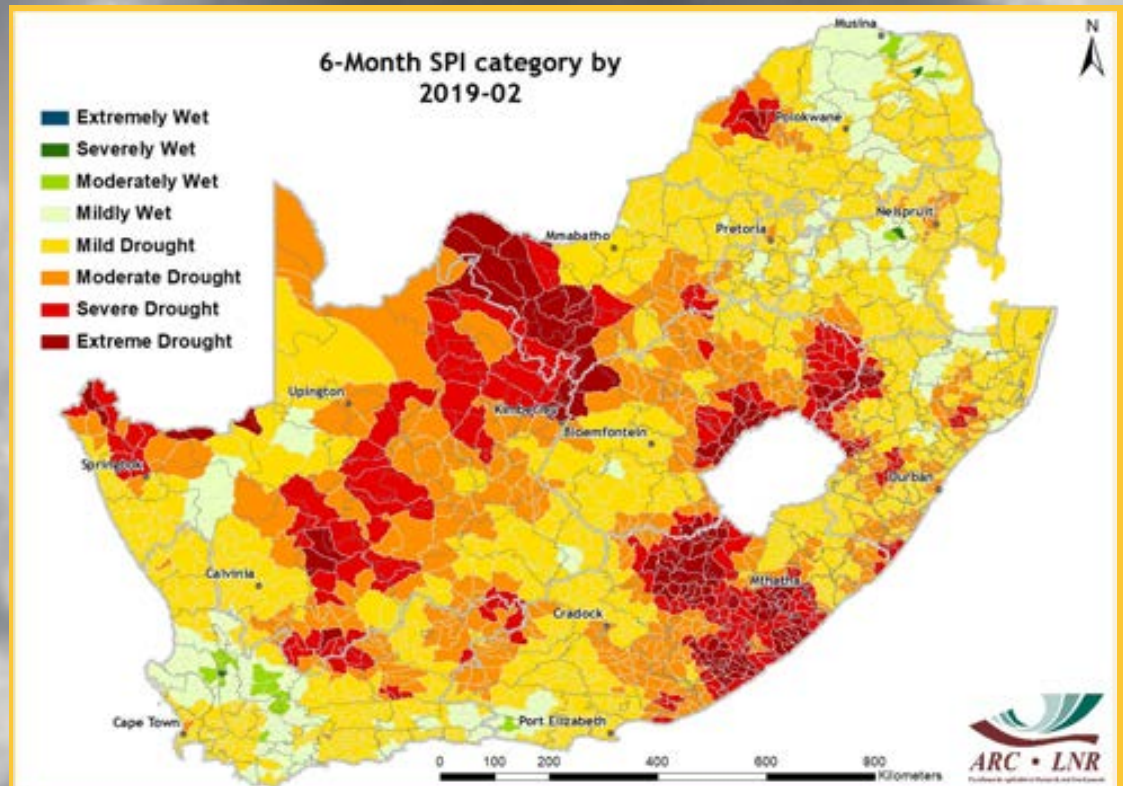 Musina
N
6-Month SPI category by
2019-02
Extremely Wet
Severely Wet
Moderately Wet
Mildly Wet
Mild Drought
Moderate Drought
Severe Drought
Extreme Drought
Polokwane
Nelspruit
Pretoria
Mmabatho
Upington
Kimberley
Bloemfontein
Springbok
Durban
Calvinia
Mthatha
Cradock
Cape Town
Port Elizabeth
0 100 200 400 600 800
Kilometers
ARC • LNR